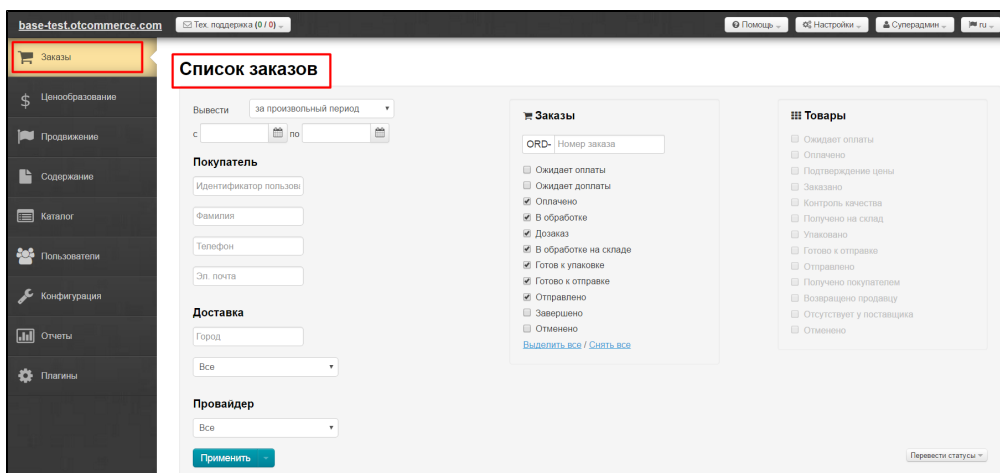 base-test.otcommerce.com
Тех. поддержка (0 / 0)
Помощь
Настройки
Суперадмин
ru
Заказы
Ценообразование
Продвижение
Содержание
Каталог
Пользователи
Конфигурация
Отчеты
Плагины
Список заказов
Вывести за произвольный период
с по
Покупатель
Идентификатор пользов
Фамилия
Телефон
Эл. почта
Доставка
Город
Все
Провайдер
Все
Применить
Заказы
ORD- Номер заказа
Ожидает оплаты
Ожидает доплаты
Оплачено
В обработке
Дозаказ
В обработке на складе
Готов к упаковке
Готово к отправке
Отправлено
Завершено
Отменено
Выделить все / Снять все
Товары
Ожидает оплаты
Оплачено
Подтверждение цены
Заказано
Контроль качества
Получено на склад
Упаковано
Готово к отправке
Отправлено
Получено покупателем
Возвращено продавцу
Отсутствует у поставщика
Отменено
Перевести статусы